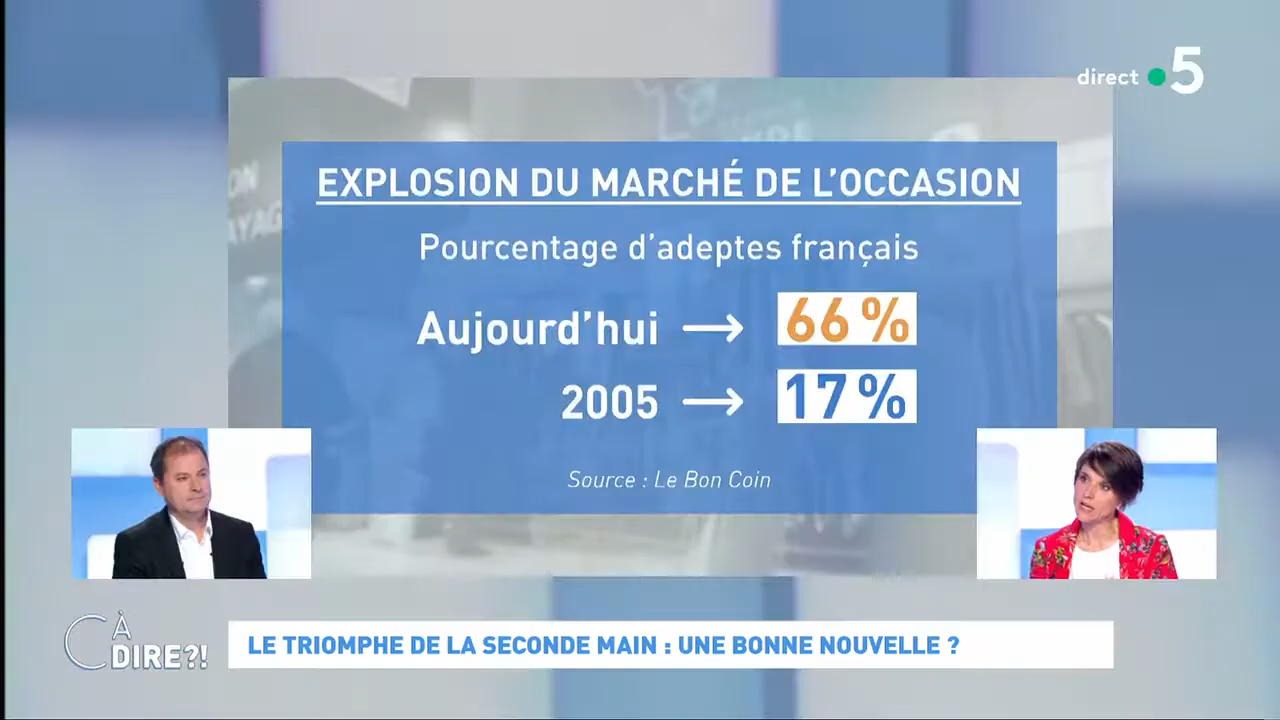 direct 5
EXPLOSION DU MARCHÉ DE L'OCCASION
Pourcentage d'adeptes français
Aujourd'hui → 66 %
2005 → 17 %
Source : Le Bon Coin
C À DIRE?!
LE TRIOMPHE DE LA SECONDE MAIN : UNE BONNE NOUVELLE ?